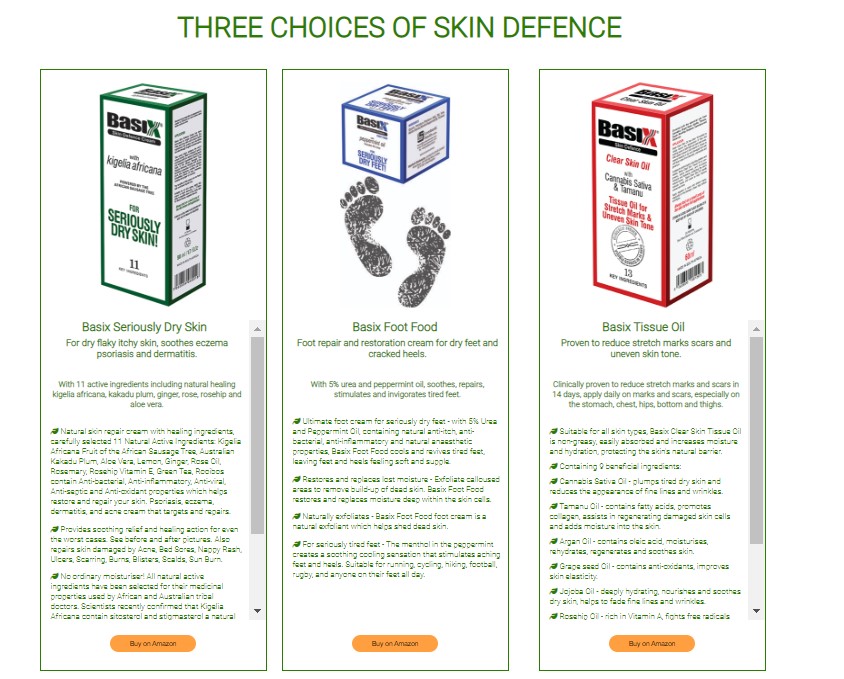 THREE CHOICES OF SKIN DEFENCE
BasiX
Skin Defence Cream
with
kigelia africana
POWERED BY THE
AFRICAN SAUSAGE TREE
FOR
SERIOUSLY
DRY SKIN!
11
KEY INGREDIENTS
Basix Seriously Dry Skin
For dry flaky itchy skin, soothes eczema
psoriasis and dermatitis.
With 11 active ingredients including natural healing
kigelia africana, kakadu plum, ginger, rose, rosehip and
aloe vera.
Natural skin repair cream with healing ingredients,
carefully selected 11 Natural Active Ingredients: Kigelia
Africana Fruit of the African Sausage Tree, Australian
Kakadu Plum, Aloe Vera, Lemon, Ginger, Rose Oil,
Rosemary, Rosehip Vitamin E, Green Tea, Rooibos
contain Anti-bacterial, Anti-inflammatory, Anti-viral,
Anti-septic and Anti-oxidant properties which helps
restore and repair your skin. Psoriasis, eczema,
dermatitis, and acne cream that targets and repairs.
Provides soothing relief and healing action for even
the worst cases. See before and after pictures. Also
repairs skin damaged by Acne, Bed Sores, Nappy Rash,
Ulcers, Scarring, Burns, Blisters, Scalds, Sun Burn.
No ordinary moisturiser! All natural active
ingredients have been selected for their medicinal
properties used by African and Australian tribal
doctors. Scientists recently confirmed that Kigelia
Africana contain sitosterol and stigmasterol a natural
Buy on Amazon
BasiX
peppermint oil
SERIOUSLY
DRY FEET!
Basix Foot Food
Foot repair and restoration cream for dry feet and
cracked heels.
With 5% urea and peppermint oil, soothes, repairs,
stimulates and invigorates tired feet.
Ultimate foot cream for seriously dry feet - with 5% Urea
and Peppermint Oil, containing natural anti-itch, anti-
bacterial, anti-inflammatory and natural anaesthetic
properties, Basix Foot Food cools and revives tired feet,
leaving feet and heels feeling soft and supple.
Restores and replaces lost moisture - Exfoliate calloused
areas to remove build-up of dead skin. Basix Foot Food
restores and replaces moisture deep within the skin cells.
Naturally exfoliates - Basix Foot Food foot cream is a
natural exfoliant which helps shed dead skin.
For seriously tired feet - The menthol in the peppermint
creates a soothing cooling sensation that stimulates aching
feet and heels. Suitable for running, cycling, hiking, football,
rugby, and anyone on their feet all day.
Buy on Amazon
Clear Skin Oil
BasiX
Skin Defence
Clear Skin Oil
with
Cannabis Sativa
& Tamanu
Tissue Oil for
Stretch Marks &
Uneven Skin Tone
13
KEY INGREDIENTS
Basix Tissue Oil
Proven to reduce stretch marks scars and
uneven skin tone.
Clinically proven to reduce stretch marks and scars in
14 days, apply daily on marks and scars, especially on
the stomach, chest, hips, bottom and thighs.
Suitable for all skin types, Basix Clear Skin Tissue Oil
is non-greasy, easily absorbed and increases moisture
and hydration, protecting the skin's natural barrier.
Containing 9 beneficial ingredients:
Cannabis Sativa Oil - plumps tired dry skin and
reduces the appearance of fine lines and wrinkles.
Tamanu Oil - contains fatty acids, promotes
collagen, assists in regenerating damaged skin cells
and adds moisture into the skin.
Argan Oil - contains oleic acid, moisturises,
rehydrates, regenerates and soothes skin.
Grape seed Oil - contains anti-oxidants, improves
skin elasticity.
Jojoba Oil - deeply hydrating, nourishes and soothes
dry skin, helps to fade fine lines and wrinkles.
Rosehip Oil - rich in Vitamin A, fights free radicals
Buy on Amazon